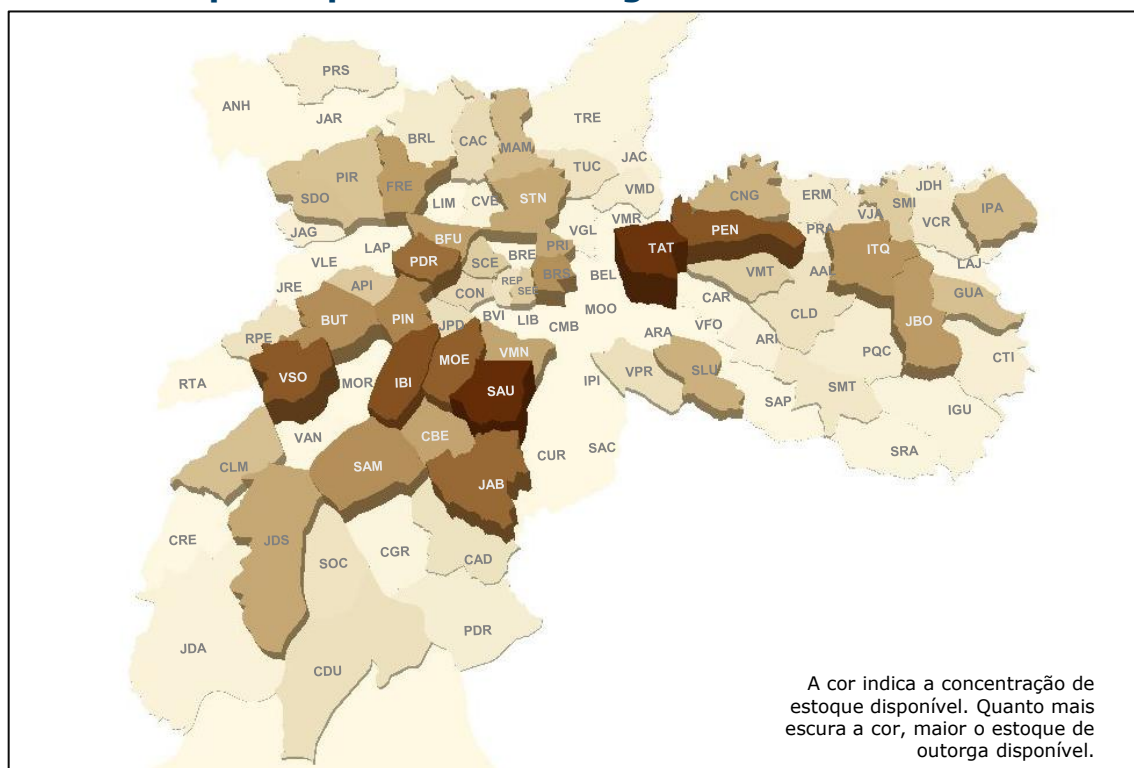 PRS
ANH
JAR
TRE
BRL
CAC
MAM
JAC
TUC
VMD
PIR
FRE
SDO
LIM
CVE
STN
CNG
ERM
JDH
SMI
VJA
VCR
IPA
JAG
LAP
BFU
VGL
VMR
PEN
PRA
VLE
PDR
SCE
BRE
PRI
TAT
ITQ
LAJ
JRE
API
CON
REP
BRS
BEL
VMT
AAL
GUA
BUT
PIN
JPD
BVI
LIB
CMB
MOO
CAR
CLD
JBO
RPE
ARA
VFO
ARI
PQC
CTI
RTA
VSO
MOR
IBI
MOE
VMN
SAU
IPI
VPR
SLU
SAP
SMT
IGU
VAN
CLM
SAM
CBE
JAB
CUR
SAC
SRA
CRE
JDS
SOC
CGR
CAD
JDA
CDU
PDR
A cor indica a concentração de
estoque disponível. Quanto mais
escura a cor, maior o estoque de
outorga disponível.